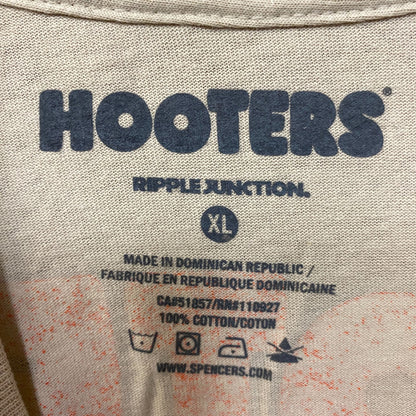 HOOTERS®
RIPPLE JUNCTION.
XL
MADE IN DOMINICAN REPUBLIC /
FABRIQUE EN REPUBLIQUE DOMINICAINE
CA#51857/RN#110927
100% COTTON/COTON
WWW.SPENCERS.COM